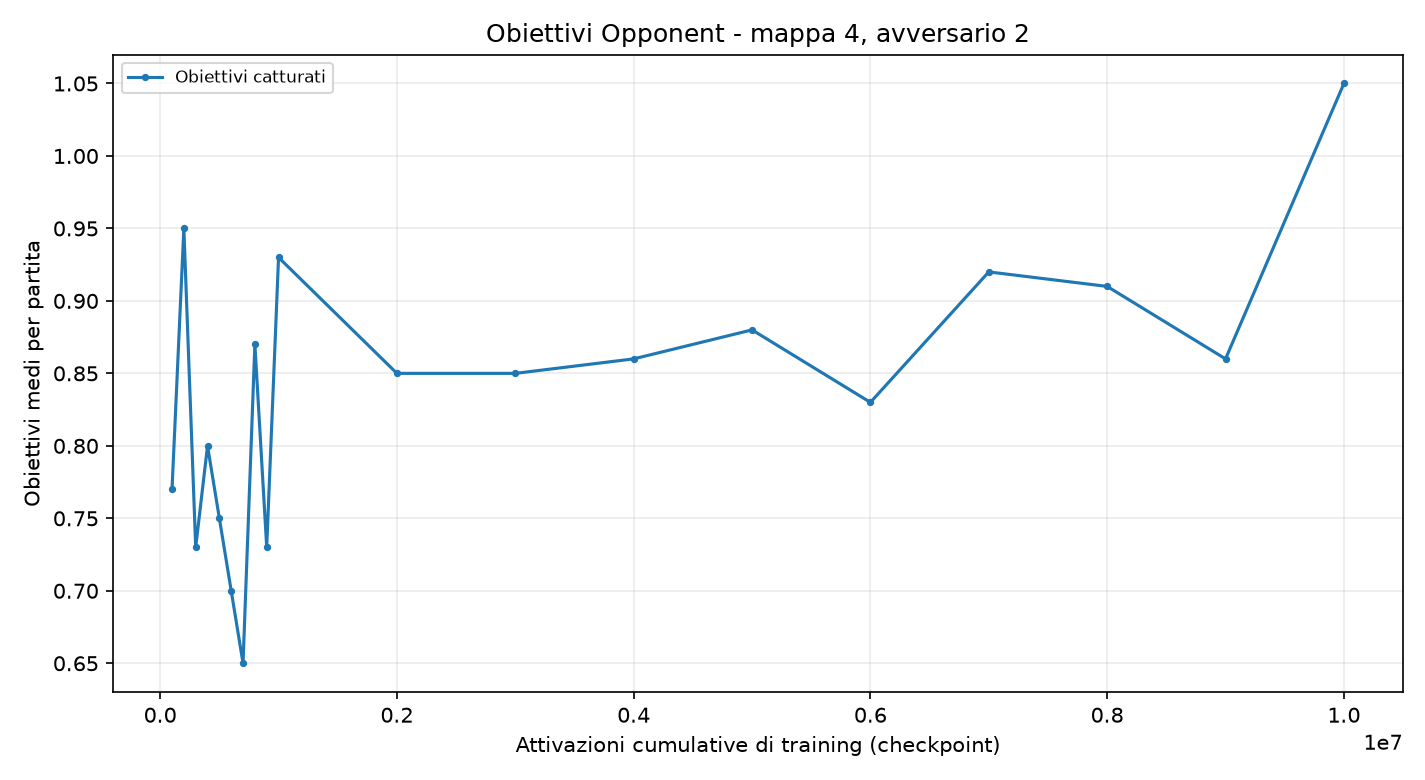 Obiettivi Opponent - mappa 4, avversario 2
Obiettivi catturati
Obiettivi medi per partita
1.05
1.00
0.95
0.90
0.85
0.80
0.75
0.70
0.65
0.0 0.2 0.4 0.6 0.8 1.0
1e7
Attivazioni cumulative di training (checkpoint)